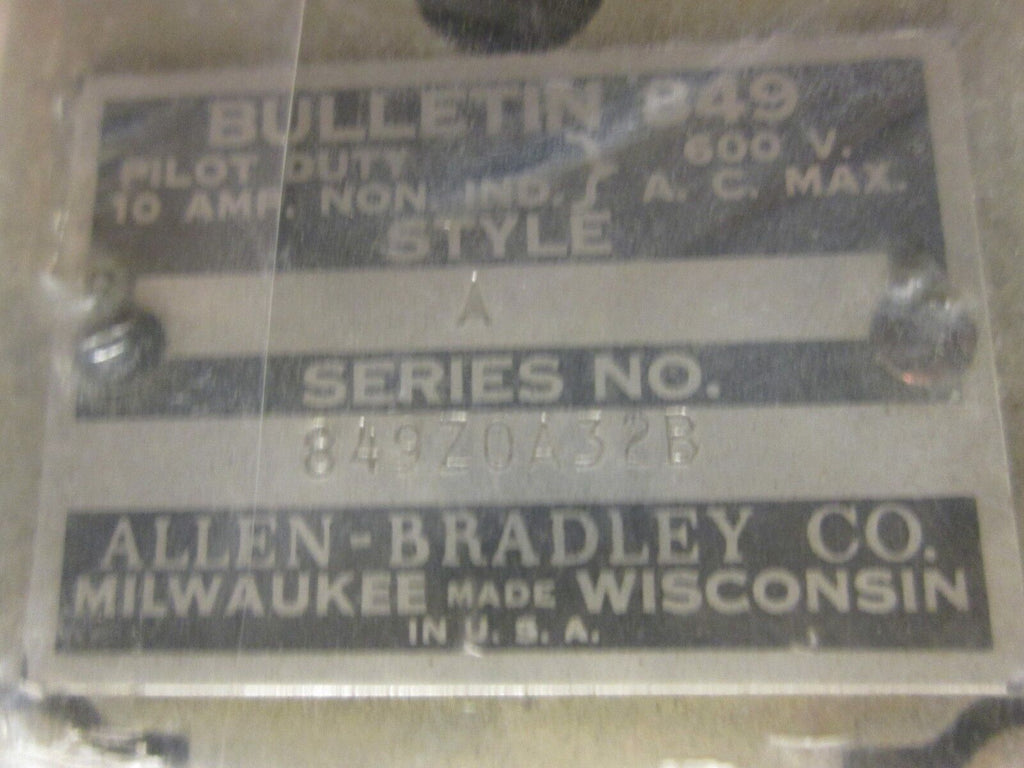 BULLETIN 849
PILOT DUTY 600 V.
10 AMP. NON. IND. } A. C. MAX.
STYLE
A
SERIES NO.
849Z0A32B
ALLEN-BRADLEY CO.
MILWAUKEE MADE WISCONSIN
IN U. S. A.